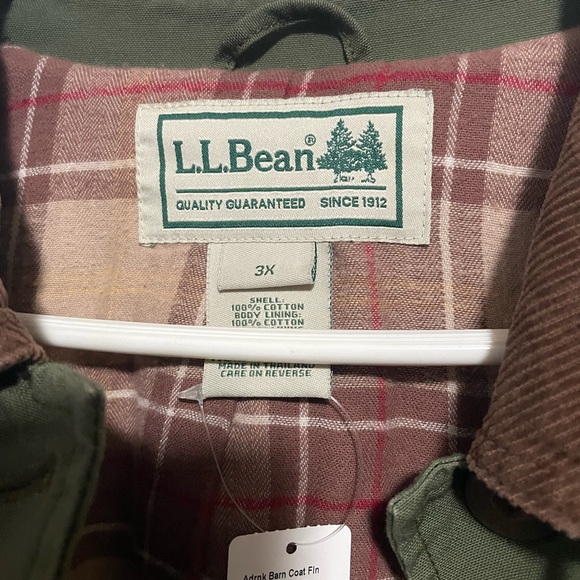 L.L.Bean®
QUALITY GUARANTEED SINCE 1912
3X
SHELL:
100% COTTON
BODY LINING:
100% COTTON
MADE IN THAILAND
CARE ON REVERSE
Adrnk Barn Coat Fln